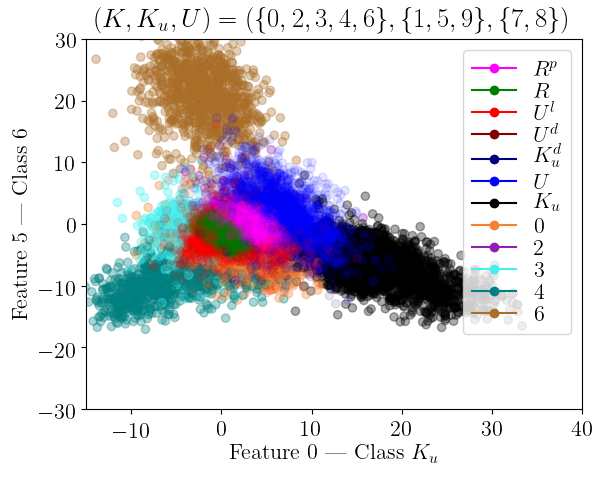 (K, K_u, U) = ({0, 2, 3, 4, 6}, {1, 5, 9}, {7, 8})
30
20
10
0
−10
−20
−30
Feature 5 — Class 6
R^p
R
U^l
U^d
K_u^d
U
K_u
0
2
3
4
6
−10
0
10
20
30
40
Feature 0 — Class K_u